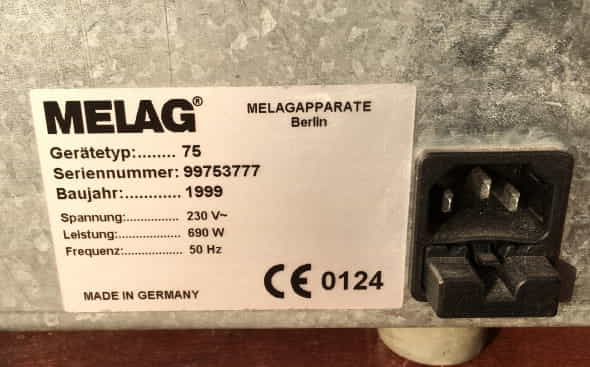 MELAG®
MELAGAPPARATE
Berlin
Gerätetyp:........ 75
Seriennummer: 99753777
Baujahr:............ 1999
Spannung:............... 230 V~
Leistung:.................. 690 W
Frequenz:................. 50 Hz
CE 0124
MADE IN GERMANY